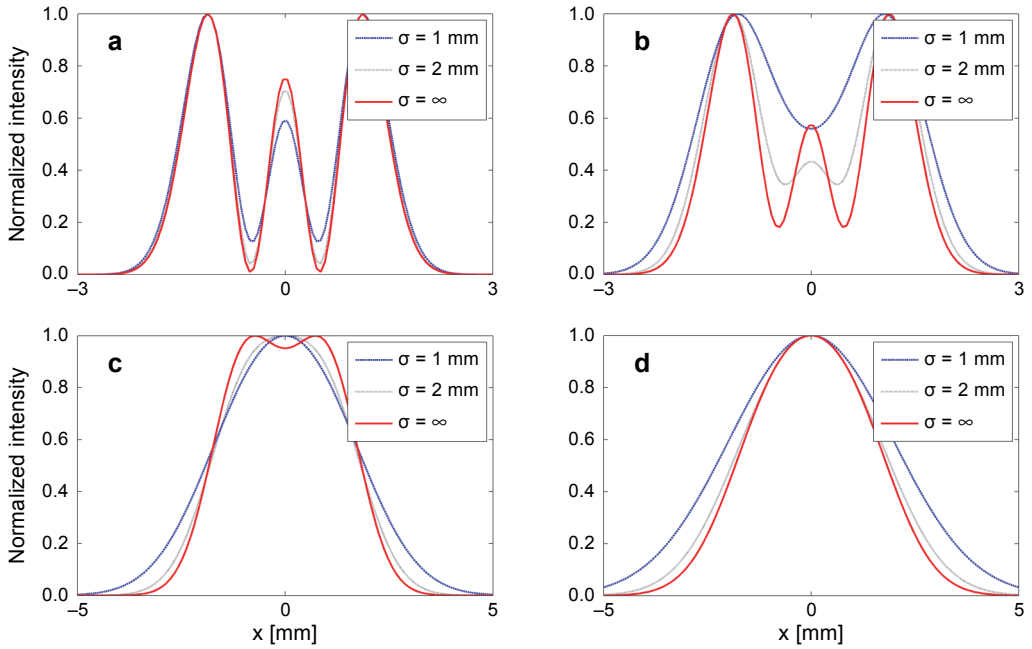 a
Normalized intensity
1.0
0.8
0.6
0.4
0.2
0.0
–3
0
3
σ = 1 mm
σ = 2 mm
σ = ∞
b
1.0
0.8
0.6
0.4
0.2
0.0
–3
0
3
σ = 1 mm
σ = 2 mm
σ = ∞
c
Normalized intensity
1.0
0.8
0.6
0.4
0.2
0.0
–5
0
5
x [mm]
σ = 1 mm
σ = 2 mm
σ = ∞
d
1.0
0.8
0.6
0.4
0.2
0.0
–5
0
5
x [mm]
σ = 1 mm
σ = 2 mm
σ = ∞